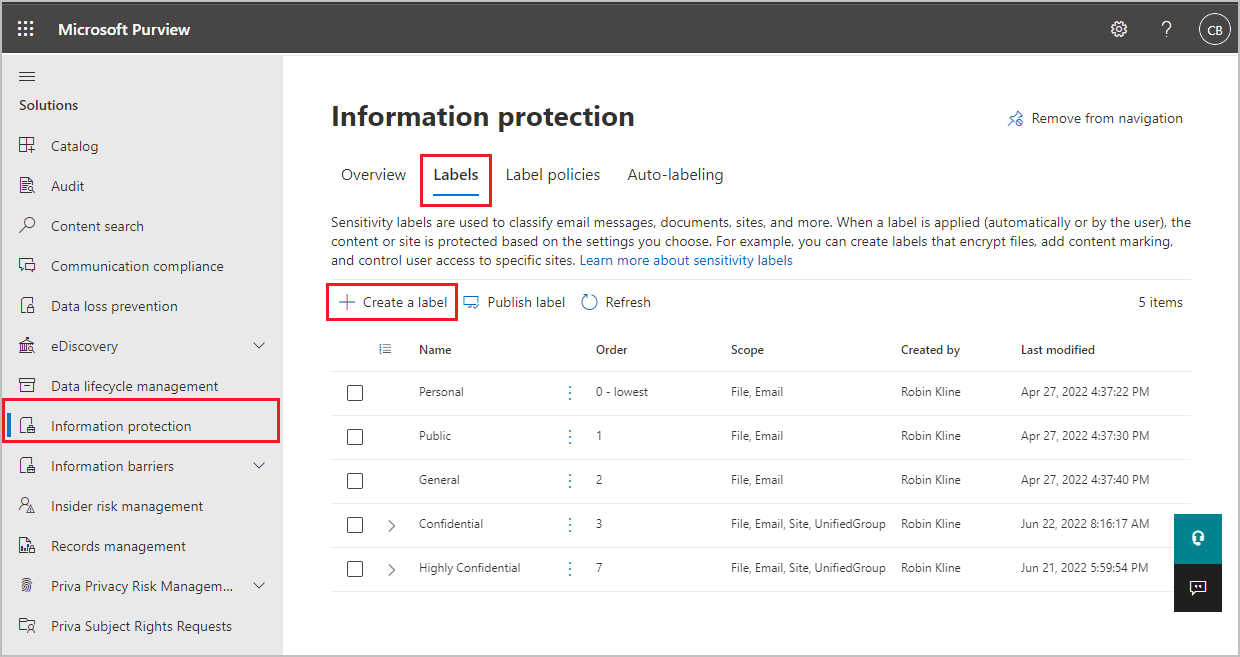 Microsoft Purview
CB
Solutions
Catalog
Audit
Content search
Communication compliance
Data loss prevention
eDiscovery
Data lifecycle management
Information protection
Information barriers
Insider risk management
Records management
Priva Privacy Risk Managem...
Priva Subject Rights Requests
Information protection
Remove from navigation
Overview Labels Label policies Auto-labeling
Sensitivity labels are used to classify email messages, documents, sites, and more. When a label is applied (automatically or by the user), the
content or site is protected based on the settings you choose. For example, you can create labels that encrypt files, add content marking,
and control user access to specific sites. Learn more about sensitivity labels
Create a label Publish label Refresh 5 items
Name Order Scope Created by Last modified
Personal 0 - lowest File, Email Robin Kline Apr 27, 2022 4:37:22 PM
Public 1 File, Email Robin Kline Apr 27, 2022 4:37:30 PM
General 2 File, Email Robin Kline Apr 27, 2022 4:37:40 PM
Confidential 3 File, Email, Site, UnifiedGroup Robin Kline Jun 22, 2022 8:16:17 AM
Highly Confidential 7 File, Email, Site, UnifiedGroup Robin Kline Jun 21, 2022 5:59:54 PM